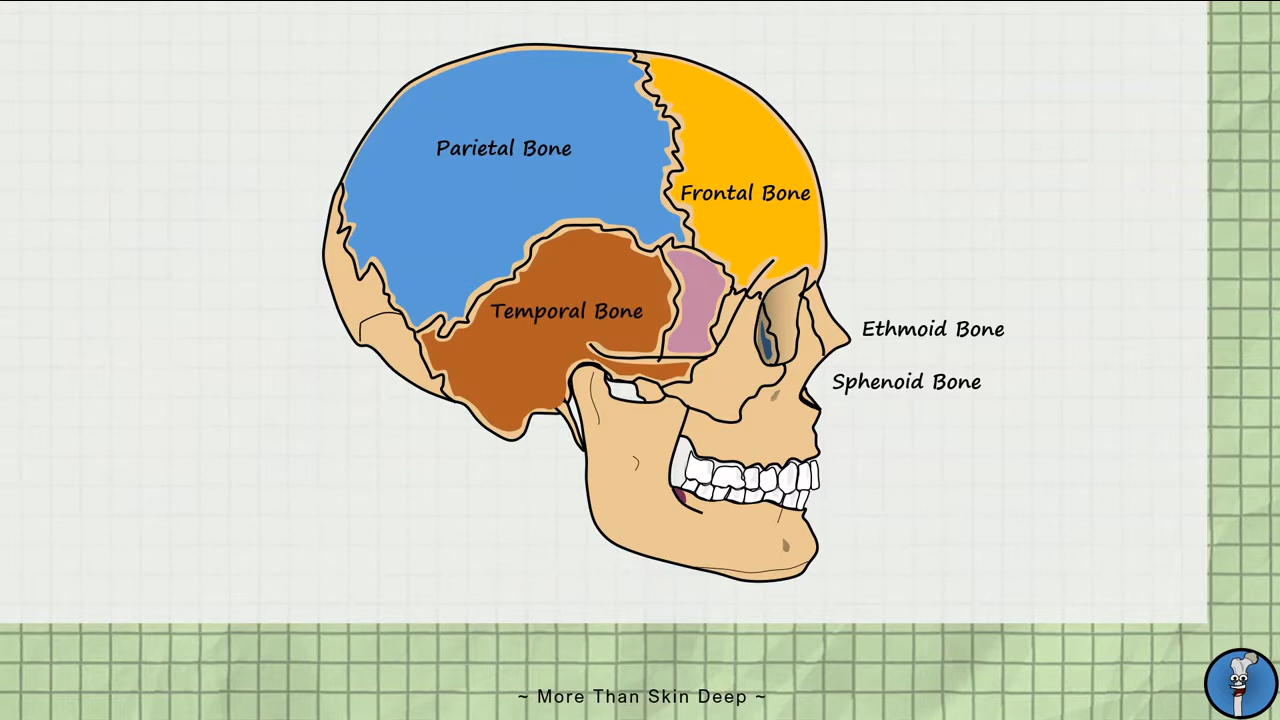 Parietal Bone
Frontal Bone
Temporal Bone
Ethmoid Bone
Sphenoid Bone
~ More Than Skin Deep ~